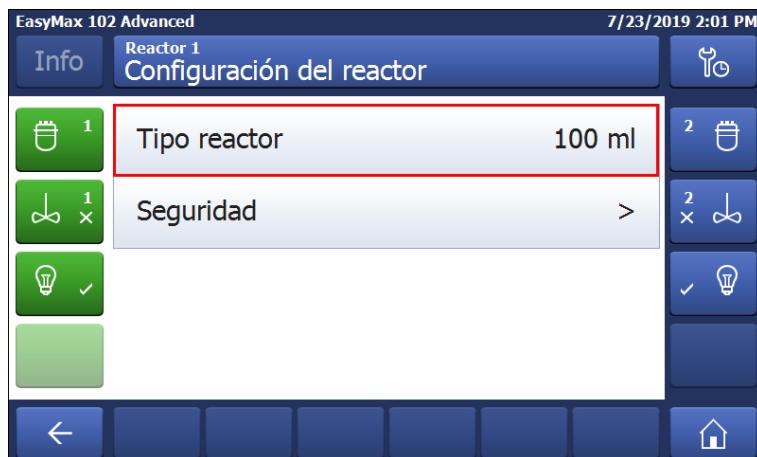 EasyMax 102 Advanced
7/23/2019 2:01 PM
Info
Reactor 1
Configuración del reactor
1
Tipo reactor
100 ml
2
1
Seguridad
>
2